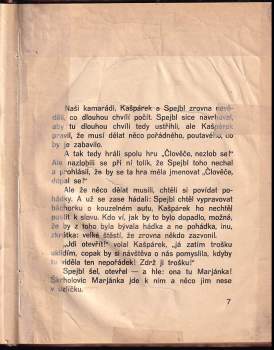 Naši kamarádi, Kašpárek a Spejbl zrovna nevě-
děli, co dlouhou chvílí počít. Spejbl sice navrhoval,
aby tu dlouhou chvíli tedy ustřihli, ale Kašpárek
pravil, že musí dělat něco pořádného, poutavého, co
by je zabavilo.
A tak tedy hráli spolu hru „Člověče, nezlob se!“
Ale nazlobili se při ní tolik, že Spejbl toho nechal
a prohlásil, že by se ta hra měla jmenovat „Člověče,
dopal se!“
Ale že něco dělat musili, chtěli si povídat pohád-
ky. A už se zase hádali: Spejbl chtěl vypravovat
báchorku o kouzelném autu, Kašpárek ho nechtěl
pustit k slovu. Kdo ví, jak by to bylo dopadlo, možná,
že by z toho byla bývala hádka a ne pohádka, inu,
zkrátka: velké štěstí, že zrovna někdo zazvonil.
„Jdi otevřít!“ volal Kašpárek, „já zatím trošku
uklidím, copak by si návštěva o nás pomyslila, kdyby
tu viděla ten nepořádek! Zdrž ji trošku!“
Spejbl šel, otevřel — a hle: ona tu Marjánka!
Škrholovic Marjánka jde k nim a něco jim nese
v uzlíčku.
7